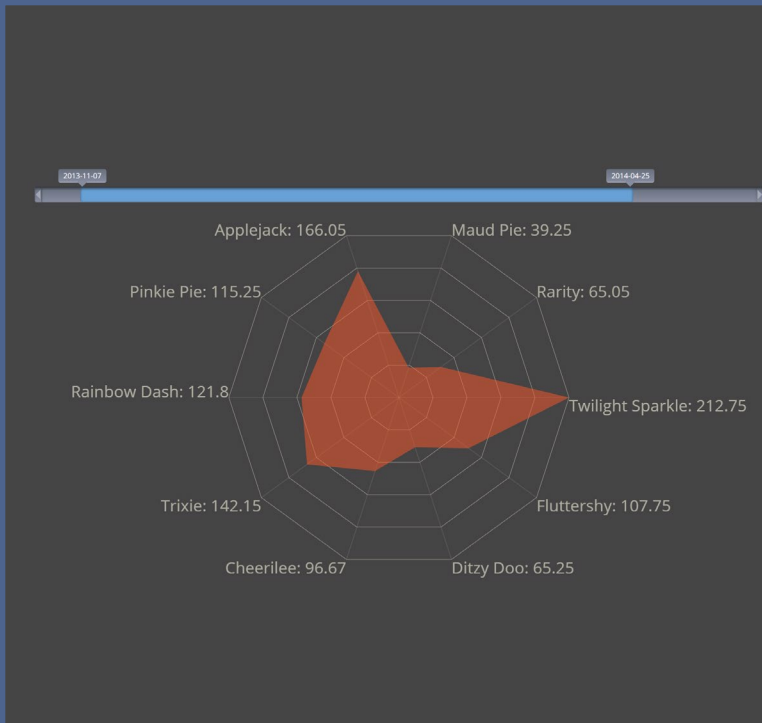 2013-11-07
2014-04-25
Applejack: 166.05
Maud Pie: 39.25
Pinkie Pie: 115.25
Rarity: 65.05
Rainbow Dash: 121.8
Twilight Sparkle: 212.75
Trixie: 142.15
Fluttershy: 107.75
Cheerilee: 96.67
Ditzy Doo: 65.25